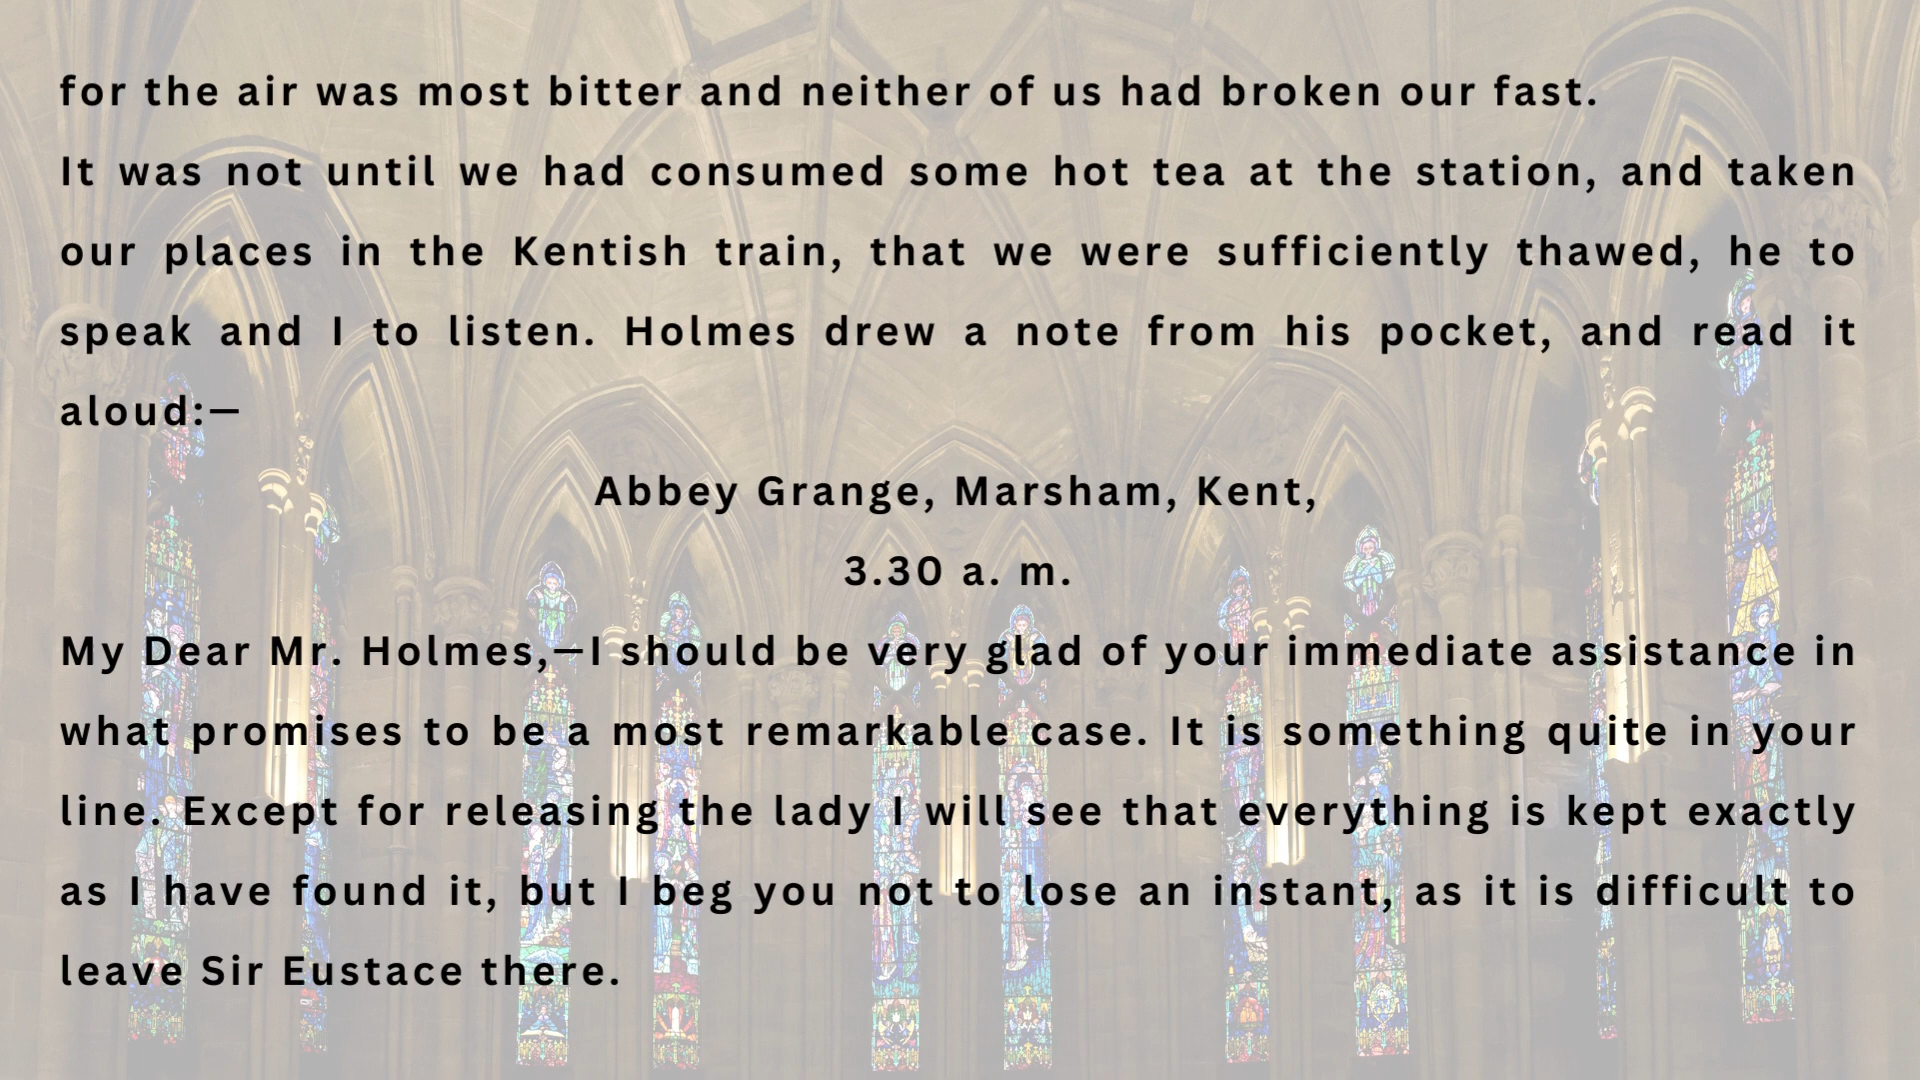 for the air was most bitter and neither of us had broken our fast.
It was not until we had consumed some hot tea at the station, and taken
our places in the Kentish train, that we were sufficiently thawed, he to
speak and I to listen. Holmes drew a note from his pocket, and read it
aloud:—
Abbey Grange, Marsham, Kent,
3.30 a. m.
My Dear Mr. Holmes,—I should be very glad of your immediate assistance in
what promises to be a most remarkable case. It is something quite in your
line. Except for releasing the lady I will see that everything is kept exactly
as I have found it, but I beg you not to lose an instant, as it is difficult to
leave Sir Eustace there.